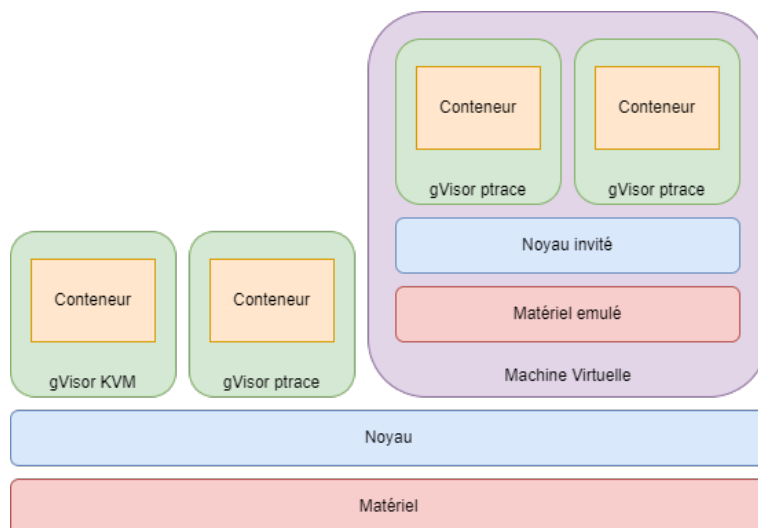 Conteneur
Conteneur
gVisor ptrace
gVisor ptrace
Noyau invité
Matériel emulé
Machine Virtuelle
Conteneur
Conteneur
gVisor KVM
gVisor ptrace
Noyau
Matériel